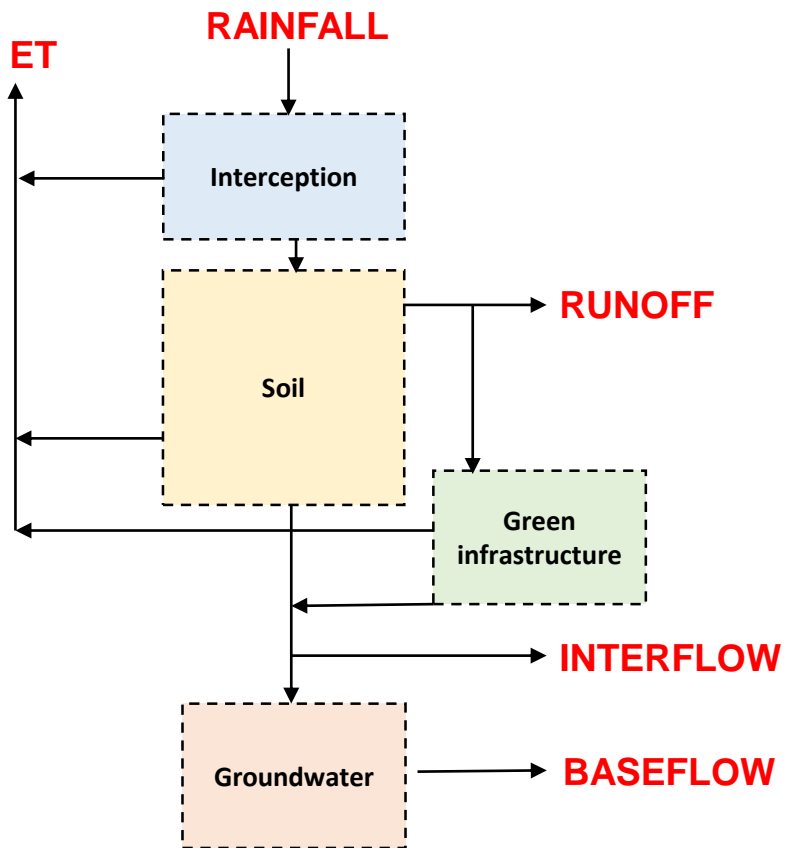 RAINFALL
ET
Interception
RUNOFF
Soil
Green
infrastructure
INTERFLOW
Groundwater
BASEFLOW